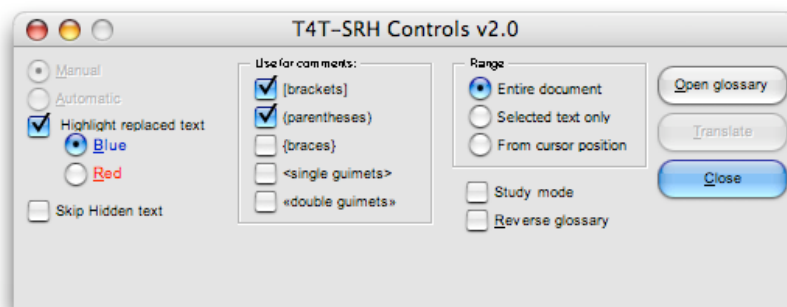 T4T-SRH Controls v2.0
Manual
Automatic
Highlight replaced text
Blue
Red
Skip Hidden text
Use for comments:
[brackets]
(parentheses)
{braces}
<single guimets>
«double guimets»
Range
Entire document
Selected text only
From cursor position
Study mode
Reverse glossary
Open glossary
Translate
Close